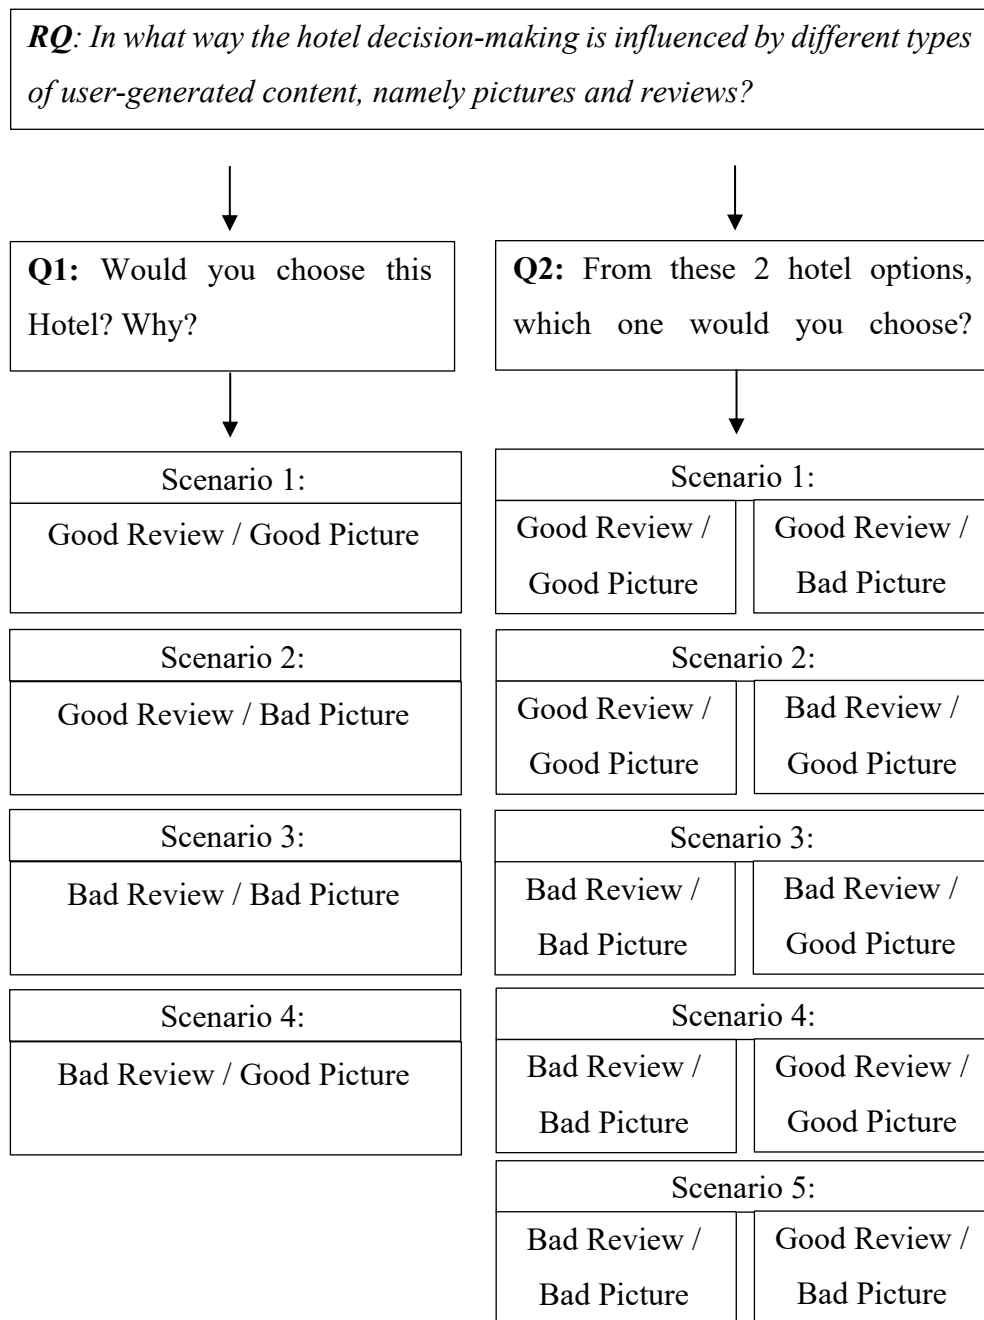 RQ: In what way the hotel decision-making is influenced by different types
of user-generated content, namely pictures and reviews?
Q1: Would you choose this
Hotel? Why?
Scenario 1:
Good Review / Good Picture
Scenario 2:
Good Review / Bad Picture
Scenario 3:
Bad Review / Bad Picture
Scenario 4:
Bad Review / Good Picture
Q2: From these 2 hotel options,
which one would you choose?
Scenario 1:
Good Review /
Good Picture
Good Review /
Bad Picture
Scenario 2:
Good Review /
Good Picture
Bad Review /
Good Picture
Scenario 3:
Bad Review /
Bad Picture
Bad Review /
Good Picture
Scenario 4:
Bad Review /
Bad Picture
Good Review /
Good Picture
Scenario 5:
Bad Review /
Bad Picture
Good Review /
Bad Picture